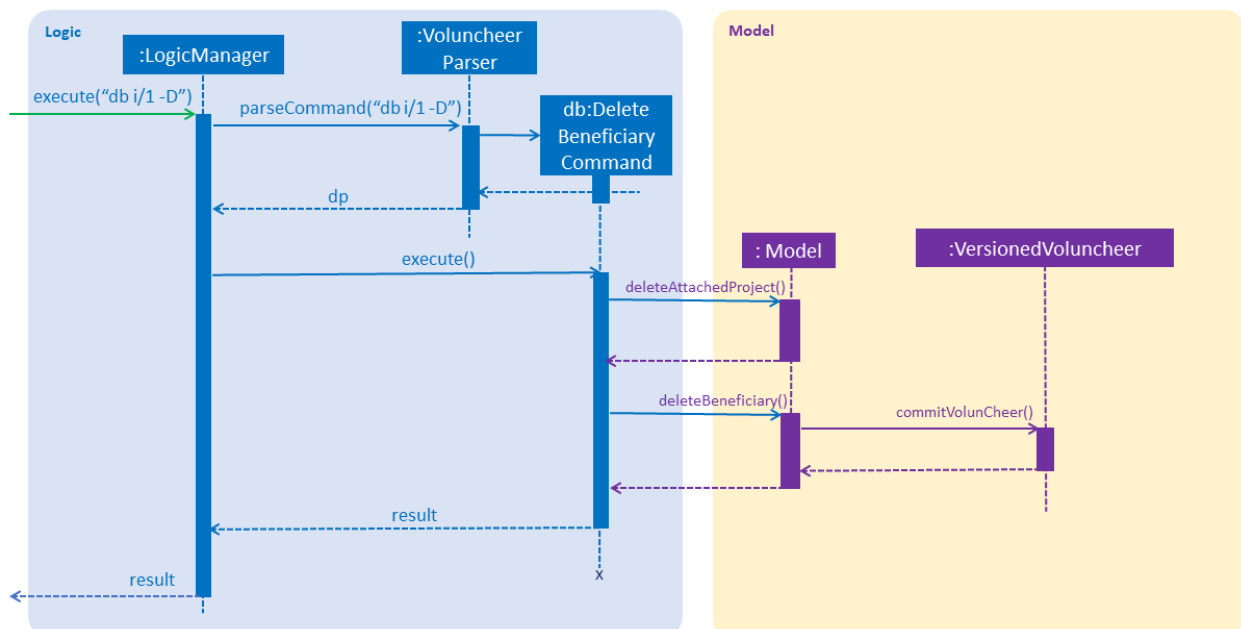 Logic
Model
:LogicManager
:Voluncheer
Parser
execute(“db i/1 -D”)
parseCommand(“db i/1 -D”)
db:Delete
Beneficiary
Command
dp
: Model
:VersionedVoluncheer
execute()
deleteAttachedProject()
deleteBeneficiary()
commitVolunCheer()
result
result
x